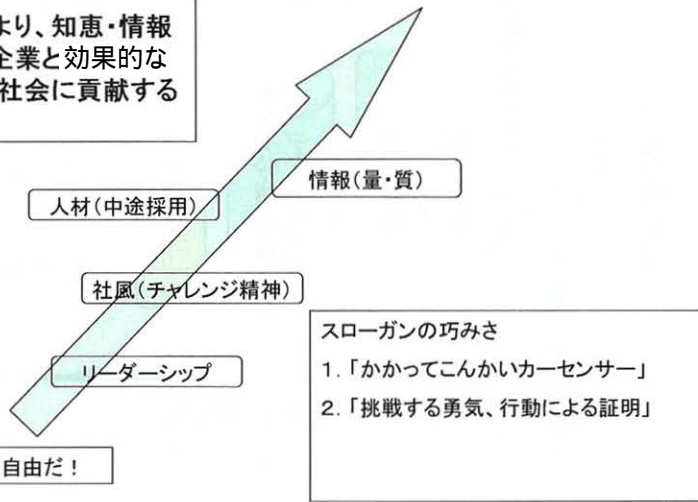 より、知恵・情報
企業と効果的な
社会に貢献する
情報(量・質)
人材(中途採用)
社風(チャレンジ精神)
リーダーシップ
スローガンの巧みさ
1.「かかってこんかいカーセンサー」
2.「挑戦する勇気、行動による証明」
自由だ!